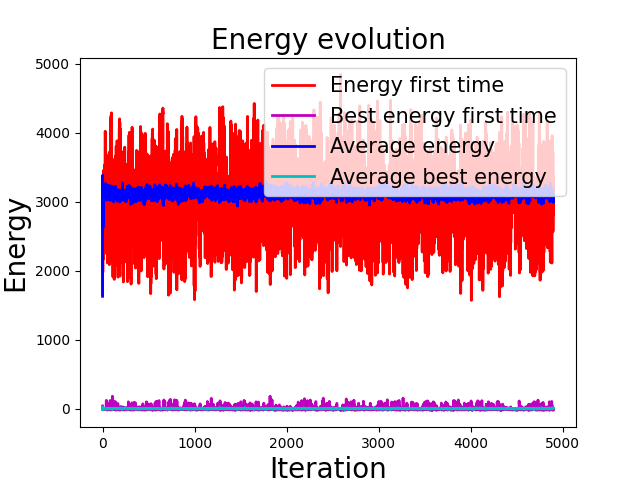 Energy evolution
Energy first time
Best energy first time
Average energy
Average best energy
Energy
5000
4000
3000
2000
1000
0
0 1000 2000 3000 4000 5000
Iteration